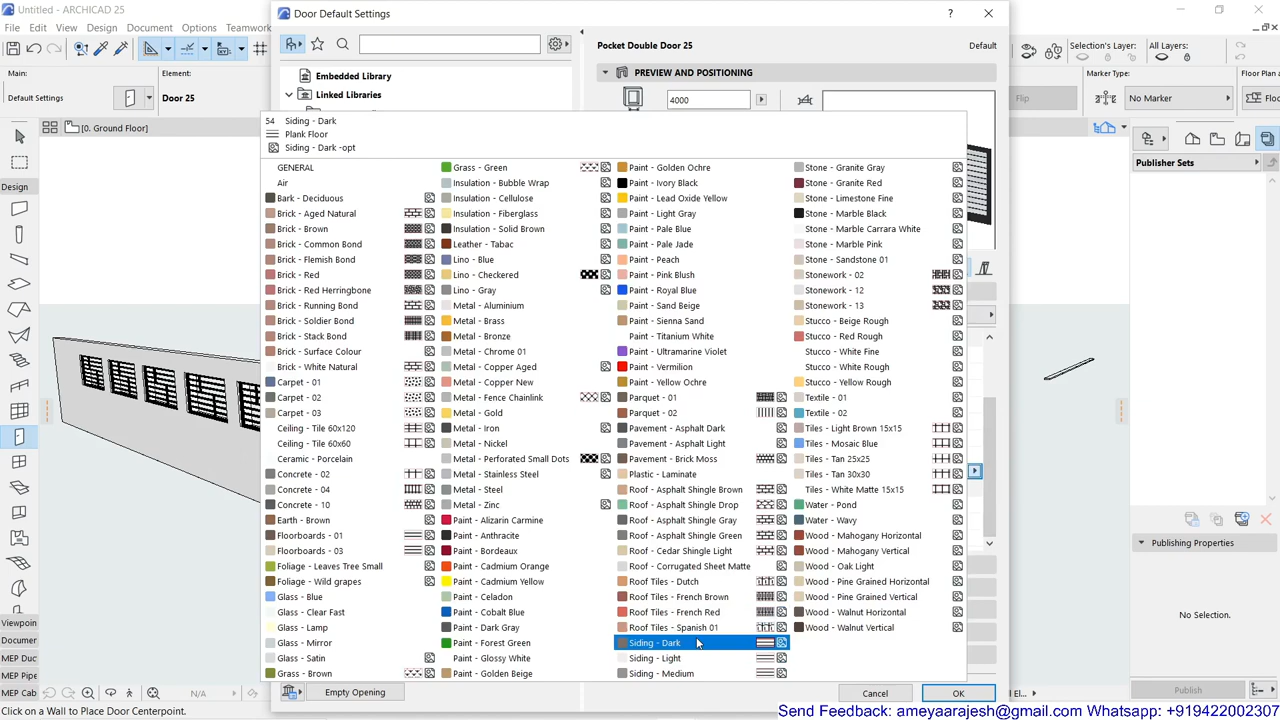 Untitled - ARCHICAD 25
File Edit View Design Document Options Teamwork
Door Default Settings
?
Main: Element:
Default Settings Door 25
[0. Ground Floor]
Embedded Library
Linked Libraries
Pocket Double Door 25 Default
PREVIEW AND POSITIONING
4000
Selection's Layer: All Layers:
Marker Type: Floor Plan a
Flip No Marker Floo
Publisher Sets
54 Siding - Dark
Plank Floor
Siding - Dark -opt
GENERAL
Air
Bark - Deciduous
Brick - Aged Natural
Brick - Brown
Brick - Common Bond
Brick - Flemish Bond
Brick - Red
Brick - Red Herringbone
Brick - Running Bond
Brick - Soldier Bond
Brick - Stack Bond
Brick - Surface Colour
Brick - White Natural
Carpet - 01
Carpet - 02
Carpet - 03
Ceiling - Tile 60x120
Ceiling - Tile 60x60
Ceramic - Porcelain
Concrete - 02
Concrete - 04
Concrete - 10
Earth - Brown
Floorboards - 01
Floorboards - 03
Foliage - Leaves Tree Small
Foliage - Wild grapes
Glass - Blue
Glass - Clear Fast
Glass - Lamp
Glass - Mirror
Glass - Satin
Grass - Brown
Grass - Green
Insulation - Bubble Wrap
Insulation - Cellulose
Insulation - Fiberglass
Insulation - Solid Brown
Leather - Tabac
Lino - Blue
Lino - Checkered
Lino - Gray
Metal - Aluminium
Metal - Brass
Metal - Bronze
Metal - Chrome 01
Metal - Copper Aged
Metal - Copper New
Metal - Fence Chainlink
Metal - Gold
Metal - Iron
Metal - Nickel
Metal - Perforated Small Dots
Metal - Stainless Steel
Metal - Steel
Metal - Zinc
Paint - Alizarin Carmine
Paint - Anthracite
Paint - Bordeaux
Paint - Cadmium Orange
Paint - Cadmium Yellow
Paint - Celadon
Paint - Cobalt Blue
Paint - Dark Gray
Paint - Forest Green
Paint - Glossy White
Paint - Golden Beige
Paint - Golden Ochre
Paint - Ivory Black
Paint - Lead Oxide Yellow
Paint - Light Gray
Paint - Pale Blue
Paint - Pale Jade
Paint - Peach
Paint - Pink Blush
Paint - Royal Blue
Paint - Sand Beige
Paint - Sienna Sand
Paint - Titanium White
Paint - Ultramarine Violet
Paint - Vermilion
Paint - Yellow Ochre
Parquet - 01
Parquet - 02
Pavement - Asphalt Dark
Pavement - Asphalt Light
Pavement - Brick Moss
Plastic - Laminate
Roof - Asphalt Shingle Brown
Roof - Asphalt Shingle Drop
Roof - Asphalt Shingle Gray
Roof - Asphalt Shingle Green
Roof - Cedar Shingle Light
Roof - Corrugated Sheet Matte
Roof Tiles - Dutch
Roof Tiles - French Brown
Roof Tiles - French Red
Roof Tiles - Spanish 01
Siding - Dark
Siding - Light
Siding - Medium
Stone - Granite Gray
Stone - Granite Red
Stone - Limestone Fine
Stone - Marble Black
Stone - Marble Carrara White
Stone - Marble Pink
Stone - Sandstone 01
Stonework - 02
Stonework - 12
Stonework - 13
Stucco - Beige Rough
Stucco - Red Rough
Stucco - White Fine
Stucco - White Rough
Stucco - Yellow Rough
Textile - 01
Textile - 02
Tiles - Light Brown 15x15
Tiles - Mosaic Blue
Tiles - Tan 25x25
Tiles - Tan 30x30
Tiles - White Matte 15x15
Water - Pond
Water - Wavy
Wood - Mahogany Horizontal
Wood - Mahogany Vertical
Wood - Oak Light
Wood - Pine Grained Horizontal
Wood - Pine Grained Vertical
Wood - Walnut Horizontal
Wood - Walnut Vertical
Design
Viewpoin
Documer
MEP Duc
MEP Pipe
MEP Cab
N/A
Empty Opening
Cancel
OK
Publishing Properties
No Selection.
Publish
Click on a Wall to Place Door Centerpoint.
Send Feedback: ameyaarajesh@gmail.com Whatsapp: +919422002307